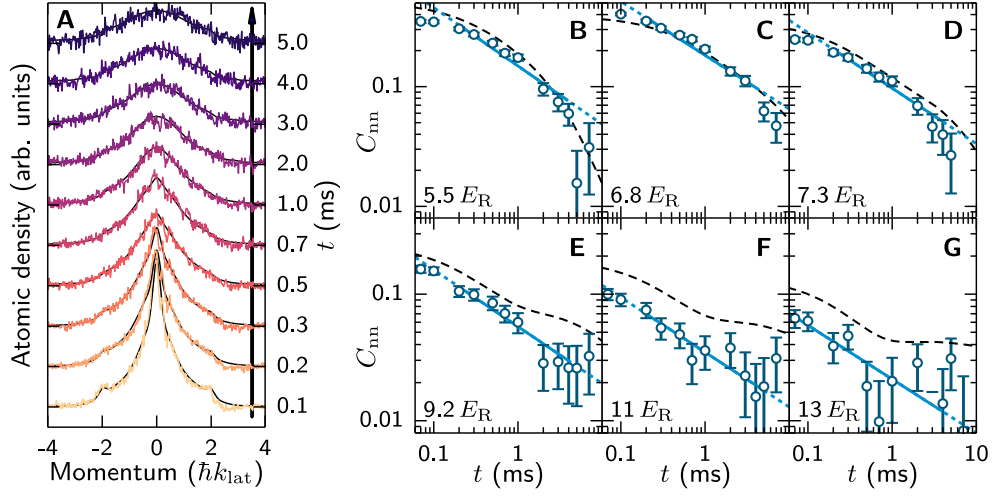 A
Atomic density (arb. units)
5.0
4.0
3.0
2.0
1.0
0.7
0.5
0.3
0.2
0.1
t (ms)
−4 −2 0 2 4
Momentum (ħk_lat)
B
C
D
C_nn
0.1
0.01
5.5 E_R
6.8 E_R
7.3 E_R
E
F
G
C_nn
0.1
0.01
9.2 E_R
11 E_R
13 E_R
0.1 1 0.1 1 0.1 1 10
t (ms) t (ms) t (ms)